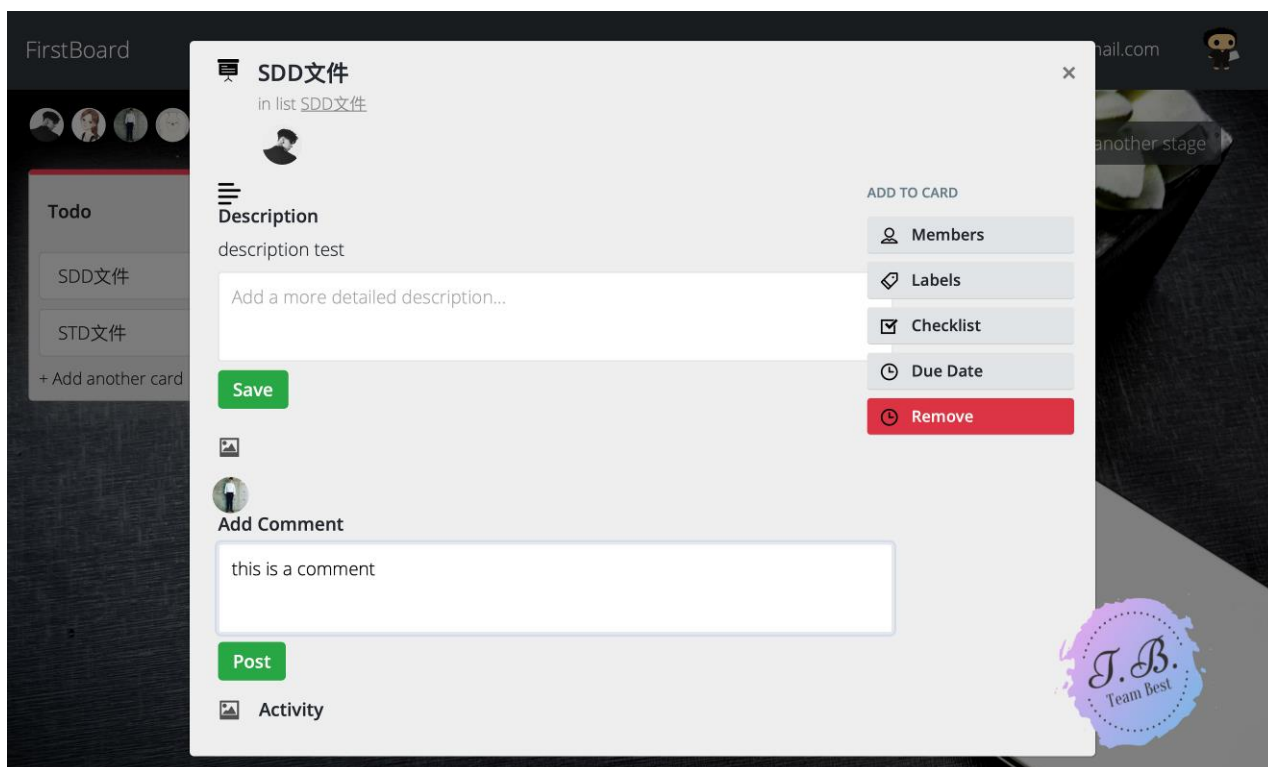 FirstBoard
mail.com
another stage
Todo
SDD文件
STD文件
+ Add another card
SDD文件
in list SDD文件
×
Description
description test
Add a more detailed description...
Save
Add Comment
this is a comment
Post
Activity
ADD TO CARD
Members
Labels
Checklist
Due Date
Remove
T.B.
Team Best